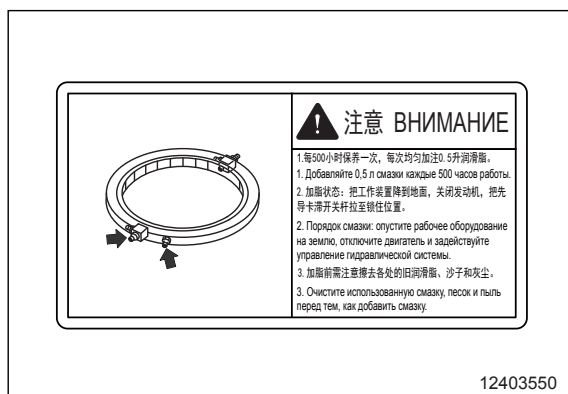 注意 ВНИМАНИЕ
1.每500小时保养一次，每次均匀加注0.5升润滑脂。
1. Добавляйте 0,5 л смазки каждые 500 часов работы.
2. 加脂状态：把工作装置降到地面，关闭发动机，把先
导卡滞开关杆拉至锁住位置。
2. Порядок смазки: опустите рабочее оборудование
на землю, отключите двигатель и задействуйте
управление гидравлической системы.
3. 加脂前需注意擦去各处的旧润滑脂、沙子和灰尘。
3. Очистите использованную смазку, песок и пыль
перед тем, как добавить смазку.
12403550